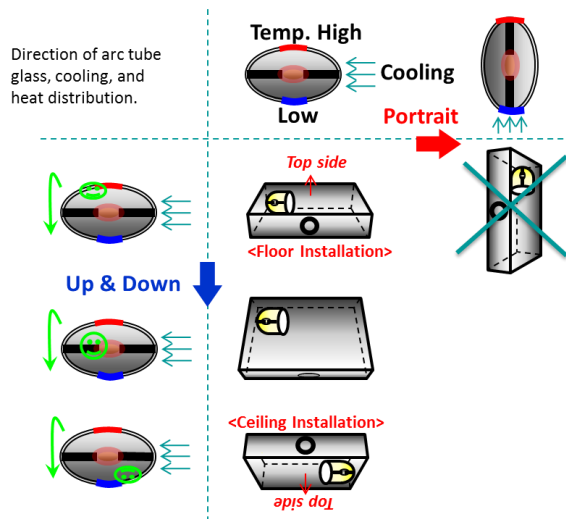 Temp. High
Direction of arc tube
glass, cooling, and
heat distribution.
Cooling
Low
Portrait
Top side
<Floor Installation>
Up & Down
<Ceiling Installation>
Top side